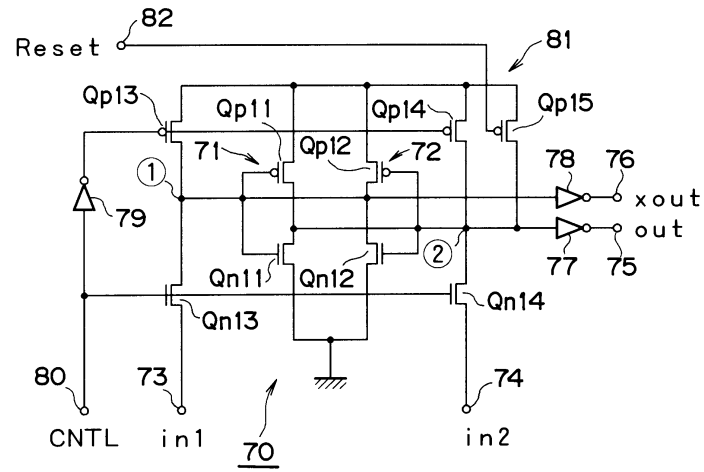 82
Reset
81
Qp13
Qp11
Qp14
Qp15
71
Qp12
72
78
76
1
xout
79
out
2
77
75
Qn11
Qn12
Qn13
Qn14
80
73
74
CNTL
in1
70
in2